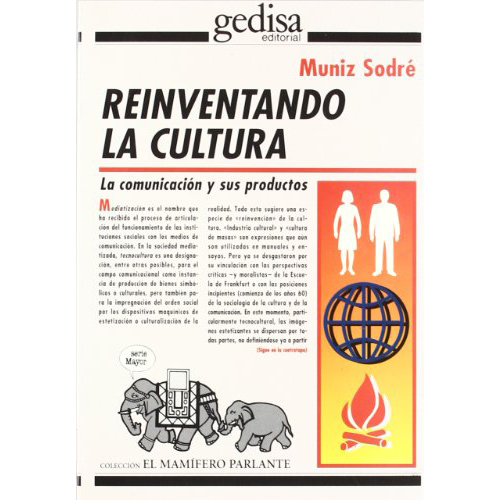 gedisa
editorial
Muniz Sodré
REINVENTANDO
LA CULTURA
La comunicación y sus productos
Mediatización es el nombre que
ha recibido el proceso de articula-
ción del funcionamiento de las insti-
tuciones sociales con los medios de
comunicación. En la sociedad media-
tizada, tecnocultura es una designa-
ción, entre otras posibles, para el
campo comunicacional como instan-
cia de producción de bienes simbó-
licos o culturales, pero también pa-
ra la impregnación del orden social
por los dispositivos maquínicos de
estetización o culturalización de la
realidad. Todo esto sugiere una es-
pecie de «reinvención» de la cultu-
ra. «Industria cultural» y «cultura
de masas» son expresiones que aún
son utilizadas en manuales y en-
sayos. Pero ya se desgastaron por
su vinculación con las perspectivas
críticas —y moralistas— de la Escue-
la de Frankfurt o con las posiciones
incipientes (comienzo de los años 60)
de la sociología de la cultura y de la
comunicación. En este momento, par-
ticularmente tecnocultural, las imá-
genes estetizantes se dispersan por to-
das partes, no definiéndose ya a partir
(Sigue en la contratapa)
serie
Mayor
COLECCIÓN EL MAMÍFERO PARLANTE